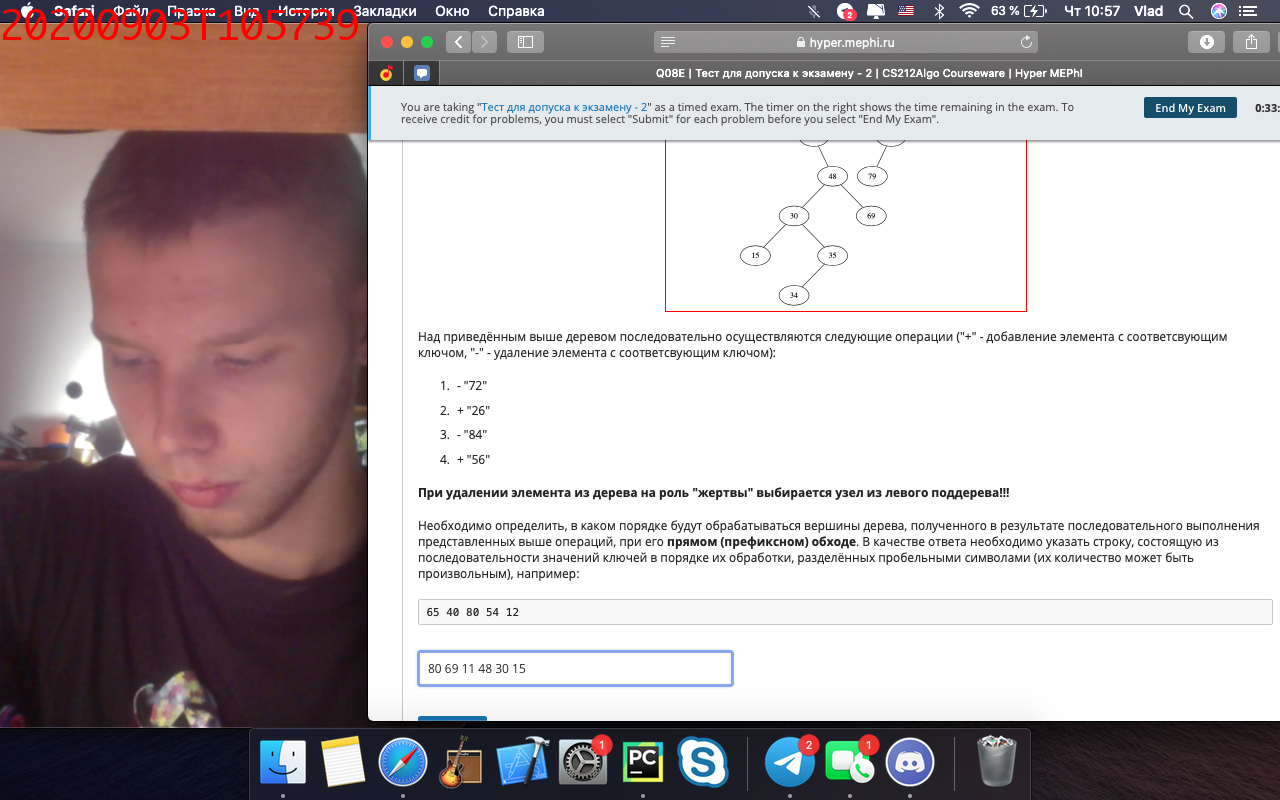 20200903T105739
Safari Файл Правка Вид История Закладки Окно Справка
2 63 % Чт 10:57 Vlad
hyper.mephi.ru
Q08E | Тест для допуска к экзамену - 2 | CS212Algo Courseware | Hyper MEPhI
You are taking "Тест для допуска к экзамену - 2" as a timed exam. The timer on the right shows the time remaining in the exam. To
receive credit for problems, you must select "Submit" for each problem before you select "End My Exam".
End My Exam
0:33:
48 79
30 69
15 35
34
Над приведённым выше деревом последовательно осуществляются следующие операции ("+" - добавление элемента с соответсвующим
ключом, "-" - удаление элемента с соответсвующим ключом):
1. - "72"
2. + "26"
3. - "84"
4. + "56"
При удалении элемента из дерева на роль "жертвы" выбирается узел из левого поддерева!!!
Необходимо определить, в каком порядке будут обрабатываться вершины дерева, полученного в результате последовательного выполнения
представленных выше операций, при его прямом (префиксном) обходе. В качестве ответа необходимо указать строку, состоящую из
последовательности значений ключей в порядке их обработки, разделённых пробельными символами (их количество может быть
произвольным), например:
65 40 80 54 12
80 69 11 48 30 15
1 PC 2 1